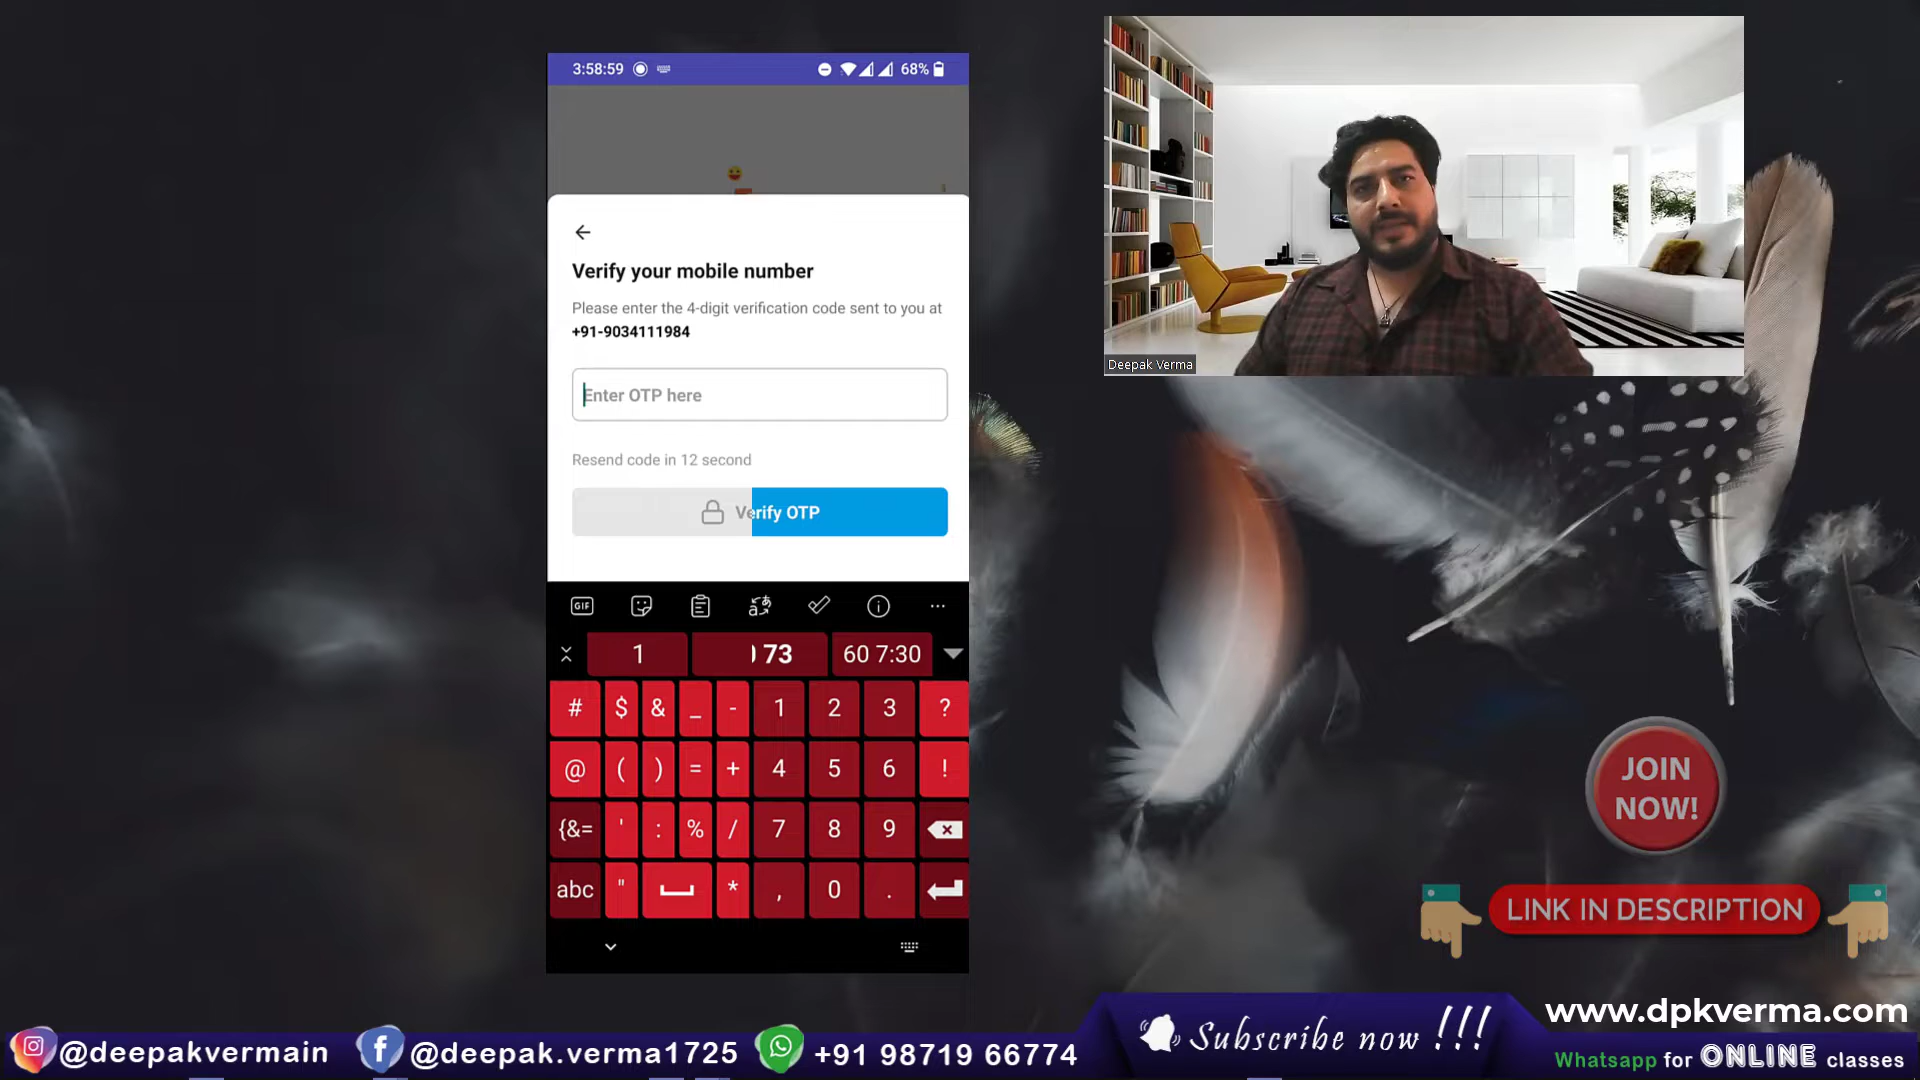 3:58:59
68%
Verify your mobile number
Please enter the 4-digit verification code sent to you at
+91-9034111984
Enter OTP here
Resend code in 12 second
Verify OTP
GIF
1
73
60 7:30
# $ & _ - 1 2 3 ?
@ ( ) = + 4 5 6 !
{&= ' : % / 7 8 9
abc " * , 0 .
Deepak Verma
JOIN
NOW!
LINK IN DESCRIPTION
@deepakvermain
@deepak.verma1725
+91 98719 66774
Subscribe now !!!
www.dpkverma.com
Whatsapp for ONLINE classes